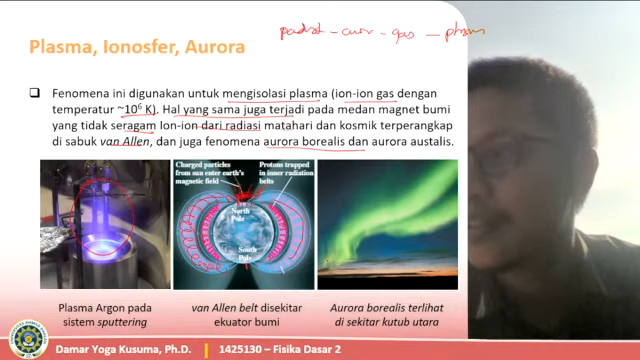 padat - cair - gas - plasma
Plasma, Ionosfer, Aurora
Fenomena ini digunakan untuk mengisolasi plasma (ion-ion gas dengan
temperatur ~10⁶ K). Hal yang sama juga terjadi pada medan magnet bumi
yang tidak seragam Ion-ion dari radiasi matahari dan kosmik terperangkap
di sabuk van Allen, dan juga fenomena aurora borealis dan aurora austalis.
Charged particles
from sun enter earth's
magnetic field
Protons trapped
in inner radiation
belts
North
Pole
South
Pole
Plasma Argon pada
sistem sputtering
van Allen belt disekitar
ekuator bumi
Aurora borealis terlihat
di sekitar kutub utara
Damar Yoga Kusuma, Ph.D. | 1425130 – Fisika Dasar 2